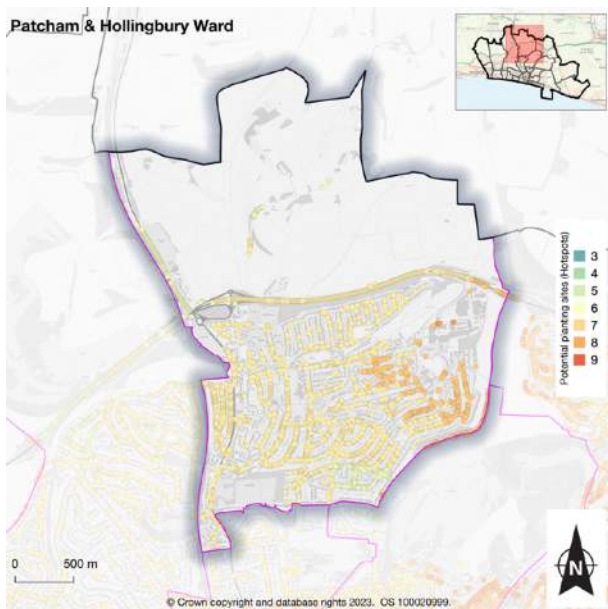 Patcham & Hollingbury Ward
Potential planting sites (Hotspots)
3
4
5
6
7
8
9
0 500 m
N
© Crown copyright and database rights 2023. OS 100020999.